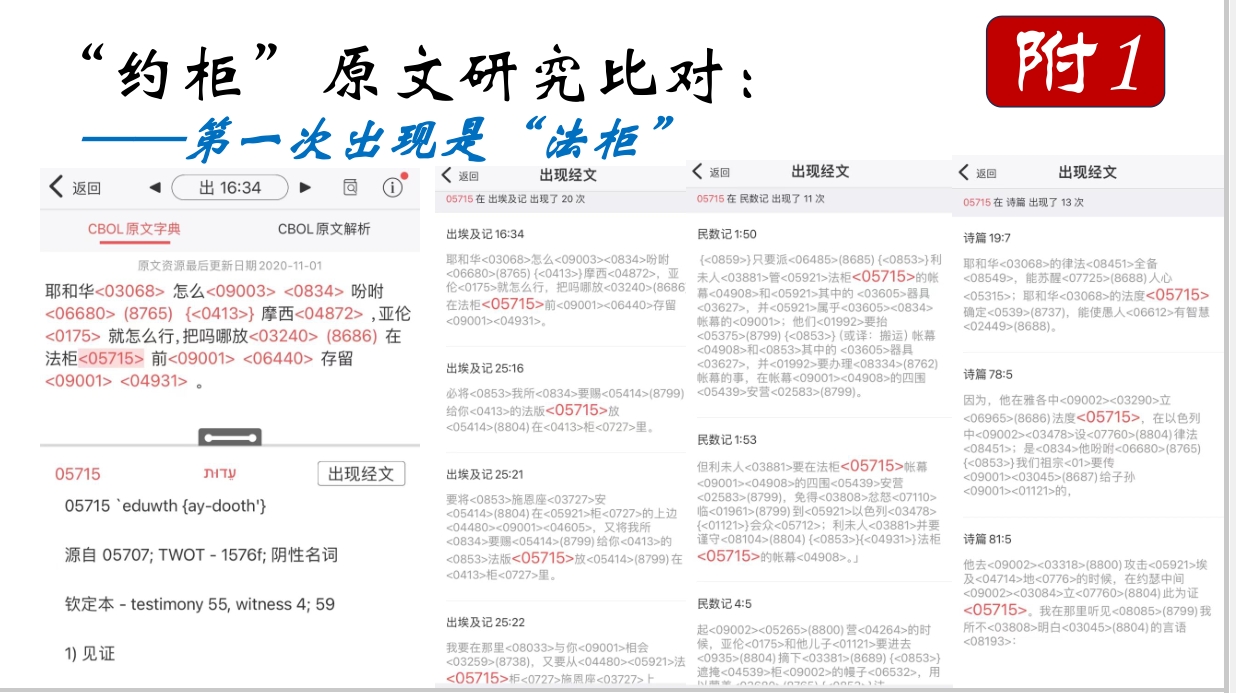 “约柜”原文研究比对：
附1
——第一次出现是“法柜”
返回
出 16:34
CBOL原文字典
CBOL原文解析
原文资源最后更新日期2020-11-01
耶和华<03068> 怎么<09003> <0834> 吩咐
<06680> (8765) {<0413>} 摩西<04872> ,亚伦
<0175> 就怎么行,把吗哪放<03240> (8686) 在
法柜<05715> 前<09001> <06440> 存留
<09001> <04931> 。
05715
עֵדוּת
出现经文
05715 `eduwth {ay-dooth'}
源自 05707; TWOT - 1576f; 阴性名词
钦定本 - testimony 55, witness 4; 59
1) 见证
返回
出现经文
05715 在 出埃及记 出现了 20 次
出埃及记 16:34
耶和华<03068>怎么<09003><0834>吩咐
<06680>(8765) {<0413>}摩西<04872>，亚
伦<0175>就怎么行，把吗哪放<03240>(8686
在法柜<05715>前<09001><06440>存留
<09001><04931>。
出埃及记 25:16
必将<0853>我所<0834>要赐<05414>(8799)
给你<0413>的法版<05715>放
<05414>(8804)在<0413>柜<0727>里。
出埃及记 25:21
要将<0853>施恩座<03727>安
<05414>(8804)在<05921>柜<0727>的上边
<04480><09001><04605>，又将我所
<0834>要赐<05414>(8799)给你<0413>的
<0853>法版<05715>放<05414>(8799)在
<0413>柜<0727>里。
出埃及记 25:22
我要在那里<08033>与你<09001>相会
<03259>(8738)，又要从<04480><05921>法
<05715>柜<0727>施恩座<03727>上
返回
出现经文
05715 在 民数记 出现了 11 次
民数记 1:50
{<0859>}只要派<06485>(8685) {<0853>}利
未人<03881>管<05921>法柜<05715>的帐
幕<04908>和<05921>其中的 <03605>器具
<03627>，并<05921>属乎<03605><0834>
帐幕的<09001>；他们<01992>要抬
<05375>(8799) {<0853>} (或译：搬运) 帐幕
<04908>和<0853>其中的 <03605>器具
<03627>，并<01992>要办理<08334>(8762)
帐幕的事，在帐幕<09001><04908>的四围
<05439>安营<02583>(8799)。
民数记 1:53
但利未人<03881>要在法柜<05715>帐幕
<09001><04908>的四围<05439>安营
<02583>(8799)，免得<03808>忿怒<07110>
临<01961>(8799)到<05921>以色列<03478>
{<01121>}会众<05712>；利未人<03881>并要
谨守<08104>(8804) {<0853>}{<04931>}法柜
<05715>的帐幕<04908>。」
民数记 4:5
起<09002><05265>(8800)营<04264>的时
候，亚伦<0175>和他儿子<01121>要进去
<0935>(8804)摘下<03381>(8689) {<0853>}
遮掩<04539>柜<09002>的幔子<06532>，用
返回
出现经文
05715 在 诗篇 出现了 13 次
诗篇 19:7
耶和华<03068>的律法<08451>全备
<08549>，能苏醒<07725>(8688)人心
<05315>；耶和华<03068>的法度<05715>
确定<0539>(8737)，能使愚人<06612>有智慧
<02449>(8688)。
诗篇 78:5
因为，他在雅各中<09002><03290>立
<06965>(8686)法度<05715>，在以色列
中<09002><03478>设<07760>(8804)律法
<08451>；是<0834>他吩咐<06680>(8765)
{<0853>}我们祖宗<01>要传
<09001><03045>(8687)给子孙
<09001><01121>的，
诗篇 81:5
他去<09002><03318>(8800)攻击<05921>埃
及<04714>地<0776>的时候，在约瑟中间
<09002><03084>立<07760>(8804)此为证
<05715>。我在那里听见<08085>(8799)我
所不<03808>明白<03045>(8804)的言语
<08193>：